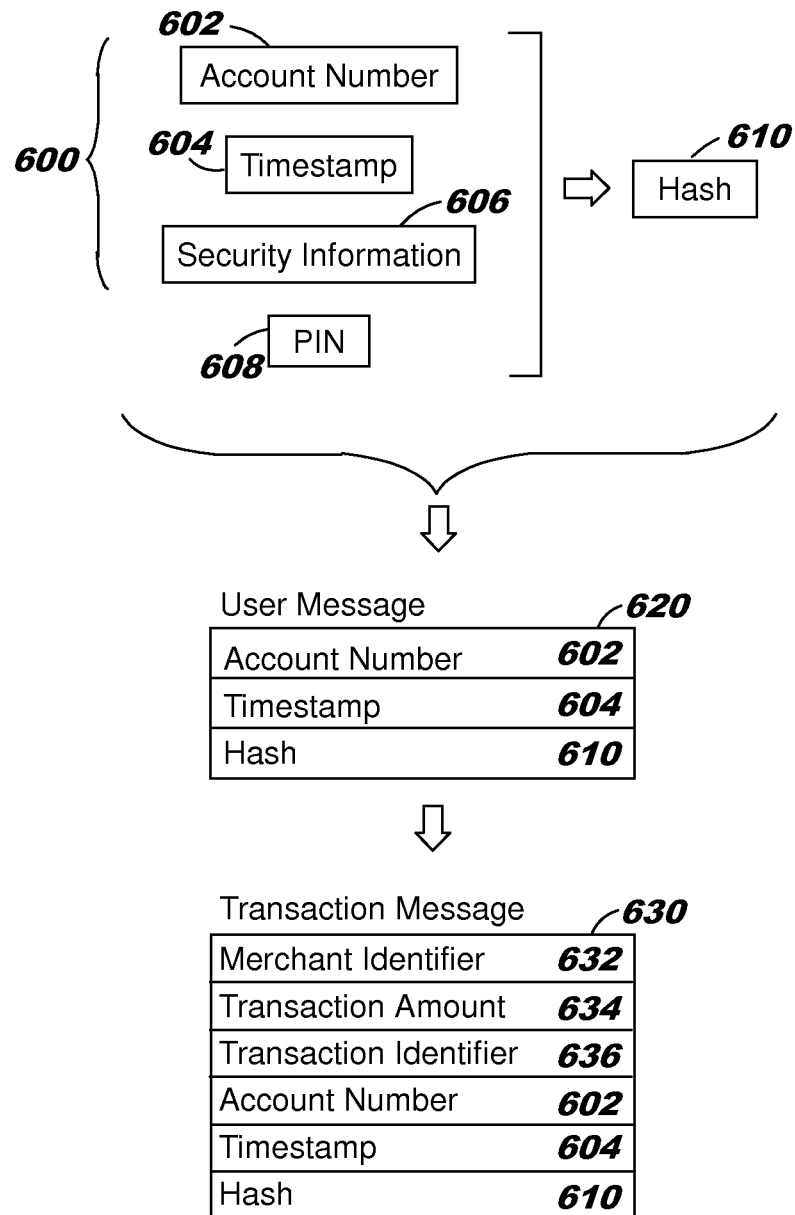 602
Account Number
600
604
Timestamp
610
Hash
606
Security Information
608
PIN
User Message
620
Account Number 602
Timestamp 604
Hash 610
Transaction Message
630
Merchant Identifier 632
Transaction Amount 634
Transaction Identifier 636
Account Number 602
Timestamp 604
Hash 610